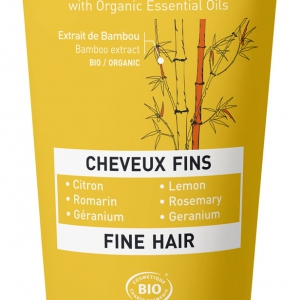 with Organic Essential Oils
Extrait de Bambou
Bamboo extract
BIO / ORGANIC
CHEVEUX FINS
• Citron
• Romarin
• Géranium
• Lemon
• Rosemary
• Geranium
FINE HAIR
COSMÉTIQUE
BIO